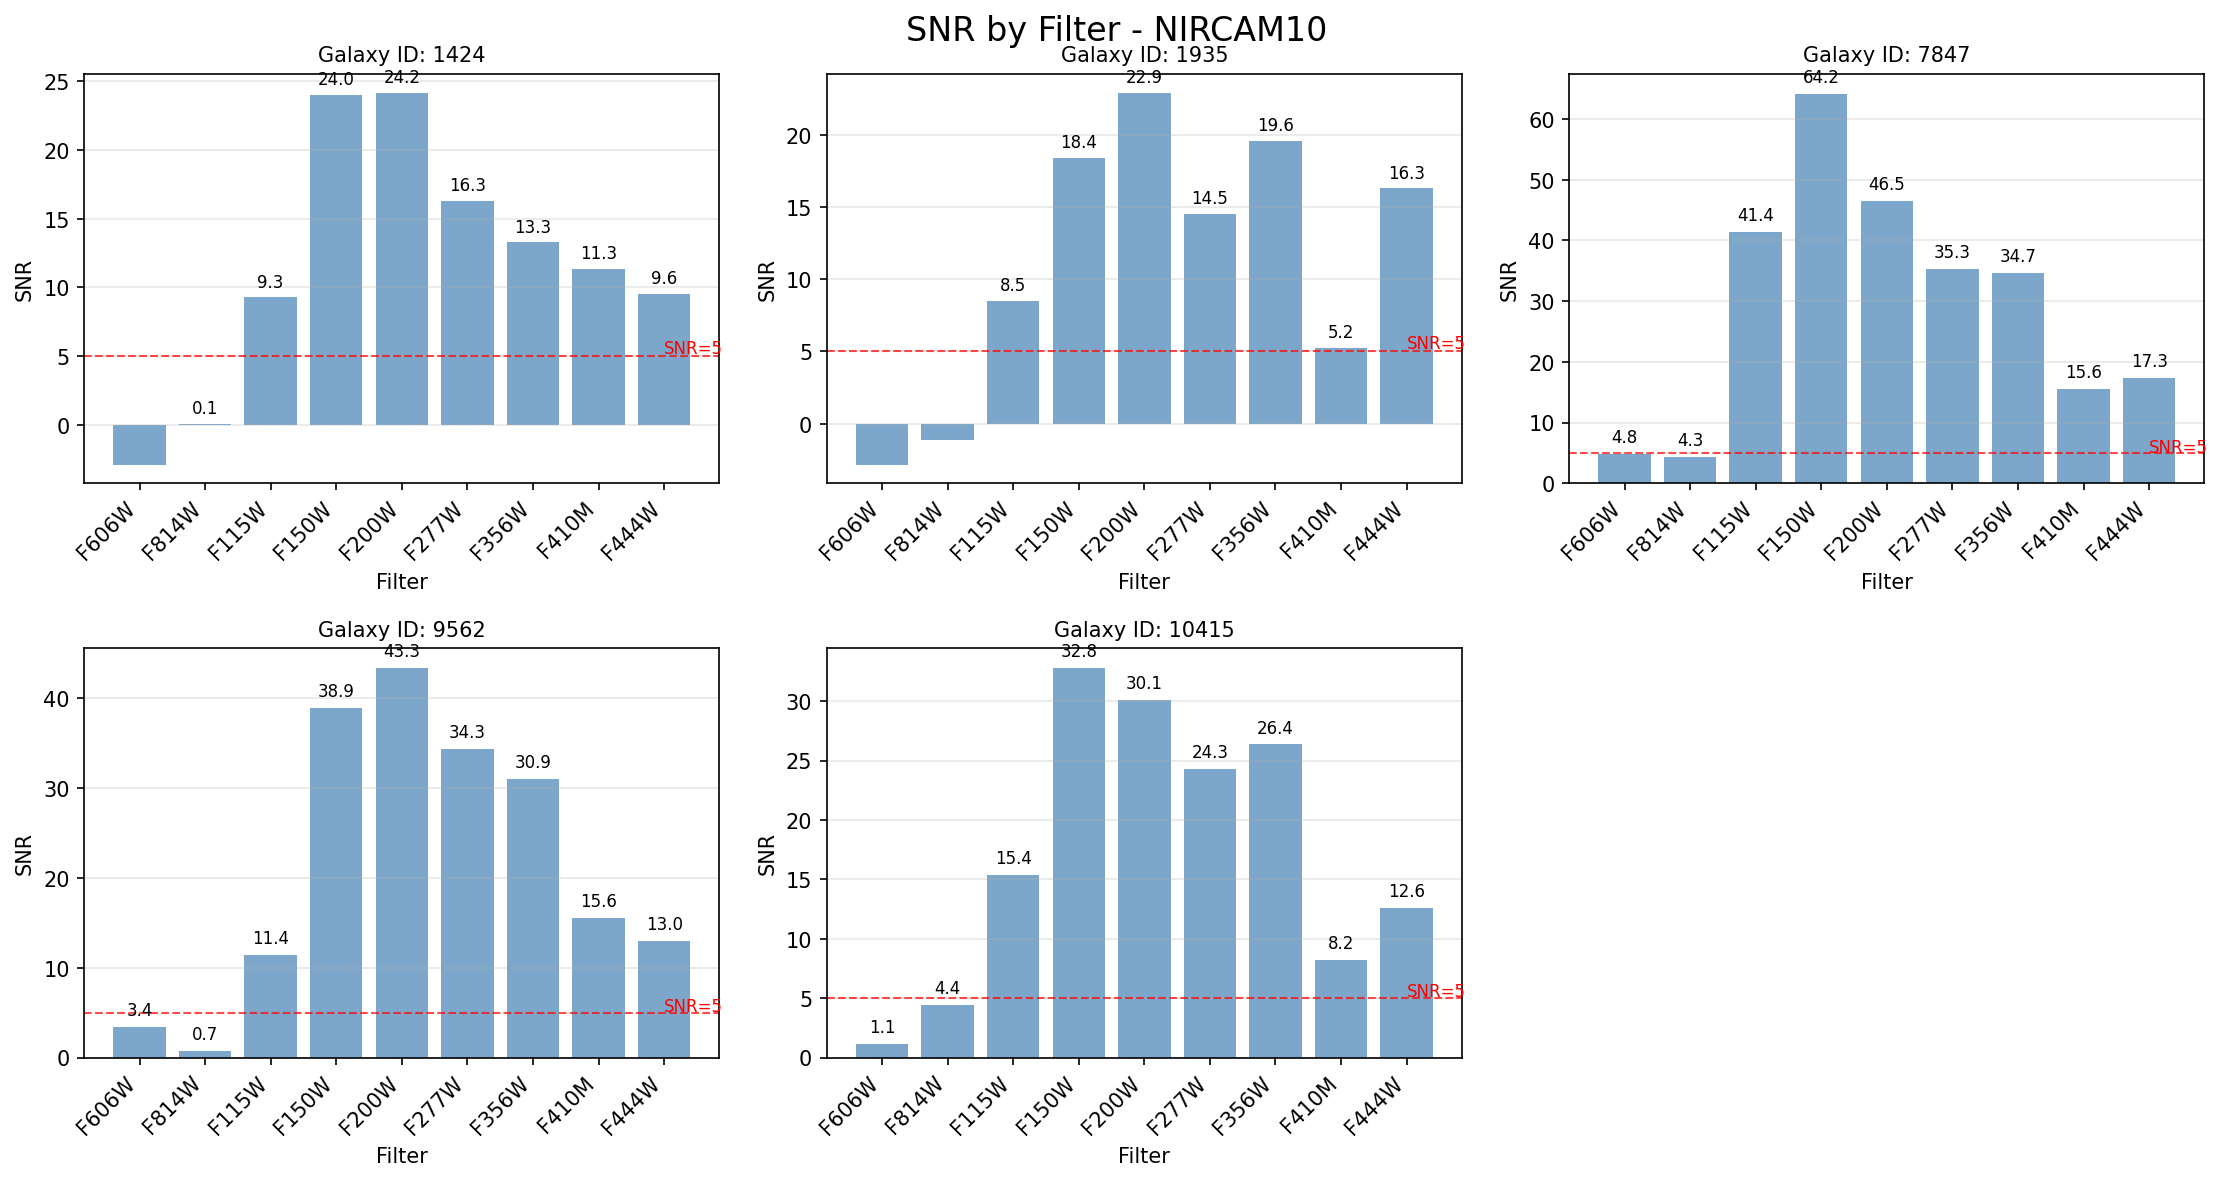 SNR by Filter - NIRCAM10
Galaxy ID: 1424
25
20
15
10
5
0
SNR
0.1
9.3
24.0
24.2
16.3
13.3
11.3
9.6
SNR=5
F606W
F814W
F115W
F150W
F200W
F277W
F356W
F410M
F444W
Filter
Galaxy ID: 1935
20
15
10
5
0
SNR
8.5
18.4
22.9
14.5
19.6
5.2
16.3
SNR=5
F606W
F814W
F115W
F150W
F200W
F277W
F356W
F410M
F444W
Filter
Galaxy ID: 7847
60
50
40
30
20
10
0
SNR
4.8
4.3
41.4
64.2
46.5
35.3
34.7
15.6
17.3
SNR=5
F606W
F814W
F115W
F150W
F200W
F277W
F356W
F410M
F444W
Filter
Galaxy ID: 9562
40
30
20
10
0
SNR
3.4
0.7
11.4
38.9
43.3
34.3
30.9
15.6
13.0
SNR=5
F606W
F814W
F115W
F150W
F200W
F277W
F356W
F410M
F444W
Filter
Galaxy ID: 10415
30
25
20
15
10
5
0
SNR
1.1
4.4
15.4
32.8
30.1
24.3
26.4
8.2
12.6
SNR=5
F606W
F814W
F115W
F150W
F200W
F277W
F356W
F410M
F444W
Filter